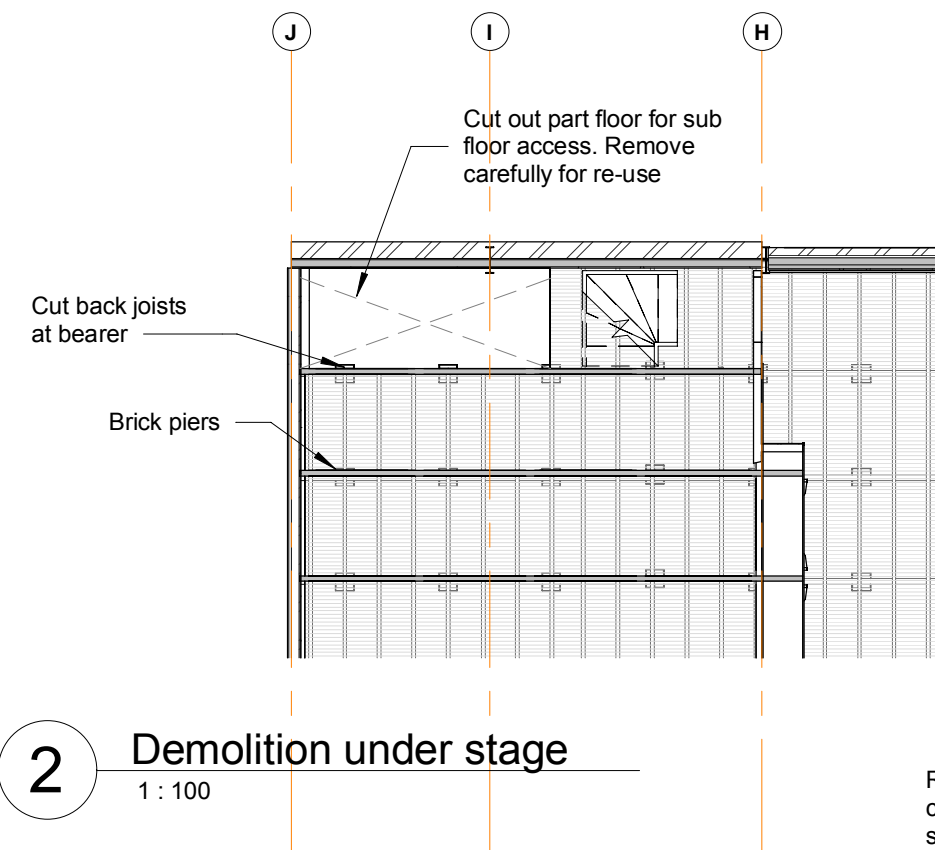 J
I
H
Cut out part floor for sub
floor access. Remove
carefully for re-use
Cut back joists
at bearer
Brick piers
2
Demolition under stage
1 : 100